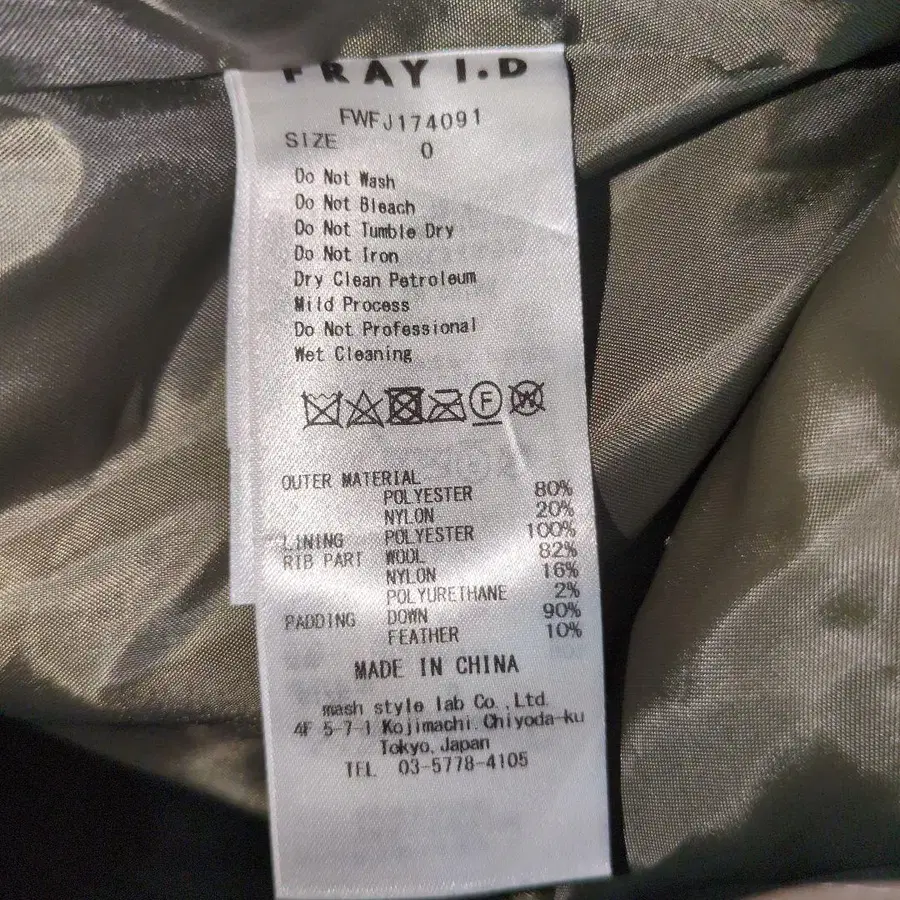 FRAY I.D
FWFJ174091
SIZE 0
Do Not Wash
Do Not Bleach
Do Not Tumble Dry
Do Not Iron
Dry Clean Petroleum
Mild Process
Do Not Professional
Wet Cleaning
F W
OUTER MATERIAL
POLYESTER 80%
NYLON 20%
LINING POLYESTER 100%
RIB PART WOOL 82%
NYLON 16%
POLYURETHANE 2%
PADDING DOWN 90%
FEATHER 10%
MADE IN CHINA
mash style lab Co.,Ltd.
4F 5-7-1 Kojimachi.Chiyoda-ku
Tokyo,Japan
TEL 03-5778-4105